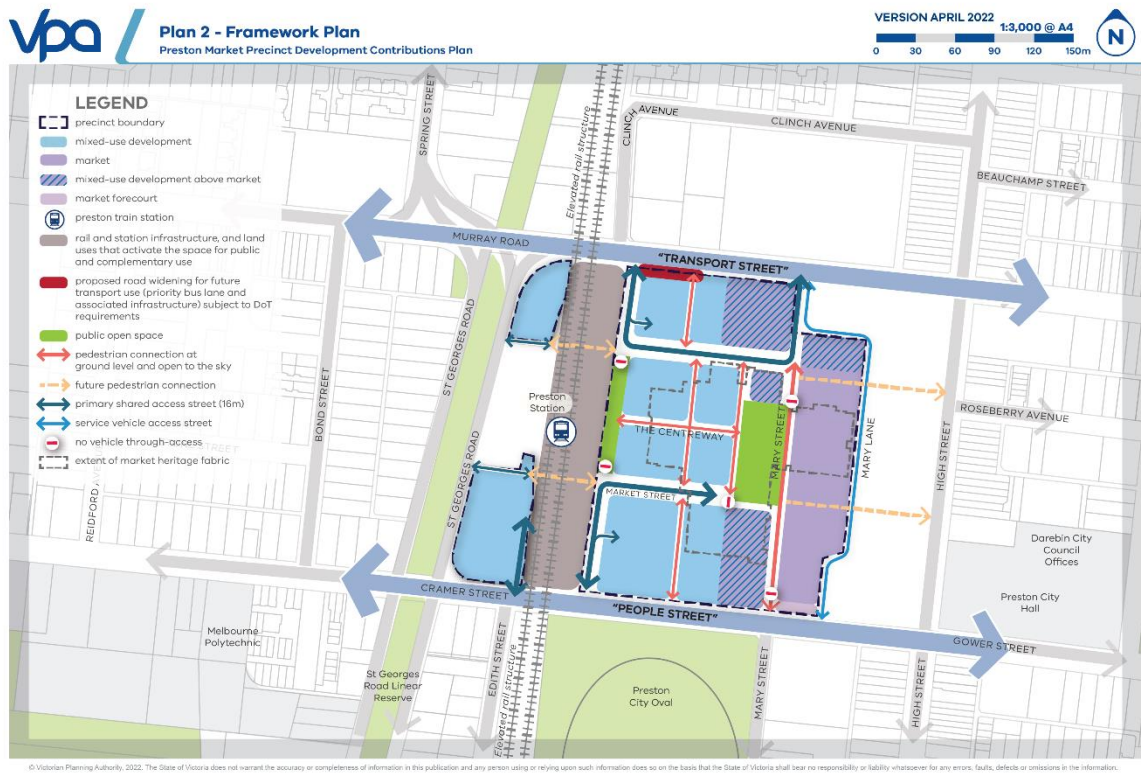 vpa
Plan 2 - Framework Plan
Preston Market Precinct Development Contributions Plan
VERSION APRIL 2022
1:3,000 @ A4
0 30 60 90 120 150m
N
LEGEND
precinct boundary
mixed-use development
market
mixed-use development above market
market forecourt
preston train station
rail and station infrastructure, and land
uses that activate the space for public
and complementary use
proposed road widening for future
transport use (priority bus lane and
associated infrastructure) subject to DoT
requirements
public open space
pedestrian connection at
ground level and open to the sky
future pedestrian connection
primary shared access street (16m)
service vehicle access street
no vehicle through-access
extent of market heritage fabric
SPRING STREET
Elevated rail structure
CLINCH AVENUE
CLINCH AVENUE
BEAUCHAMP STREET
MURRAY ROAD
"TRANSPORT STREET"
ST GEORGES ROAD
BOND STREET
Preston
Station
THE CENTREWAY
MARY STREET
MARY LANE
HIGH STREET
ROSEBERRY AVENUE
ST GEORGES ROAD
MARKET STREET
REIDFORD
STREET
Darebin City
Council
Offices
Preston City
Hall
CRAMER STREET
"PEOPLE STREET"
GOWER STREET
Melbourne
Polytechnic
St Georges
Road Linear
Reserve
EDITH STREET
Elevated rail structure
Preston
City Oval
MARY STREET
HIGH STREET
© Victorian Planning Authority, 2022. The State of Victoria does not warrant the accuracy or completeness of information in this publication and any person using or relying upon such information does so on the basis that the State of Victoria shall bear no responsibility or liability whatsoever for any errors, faults, defects or omissions in the information.